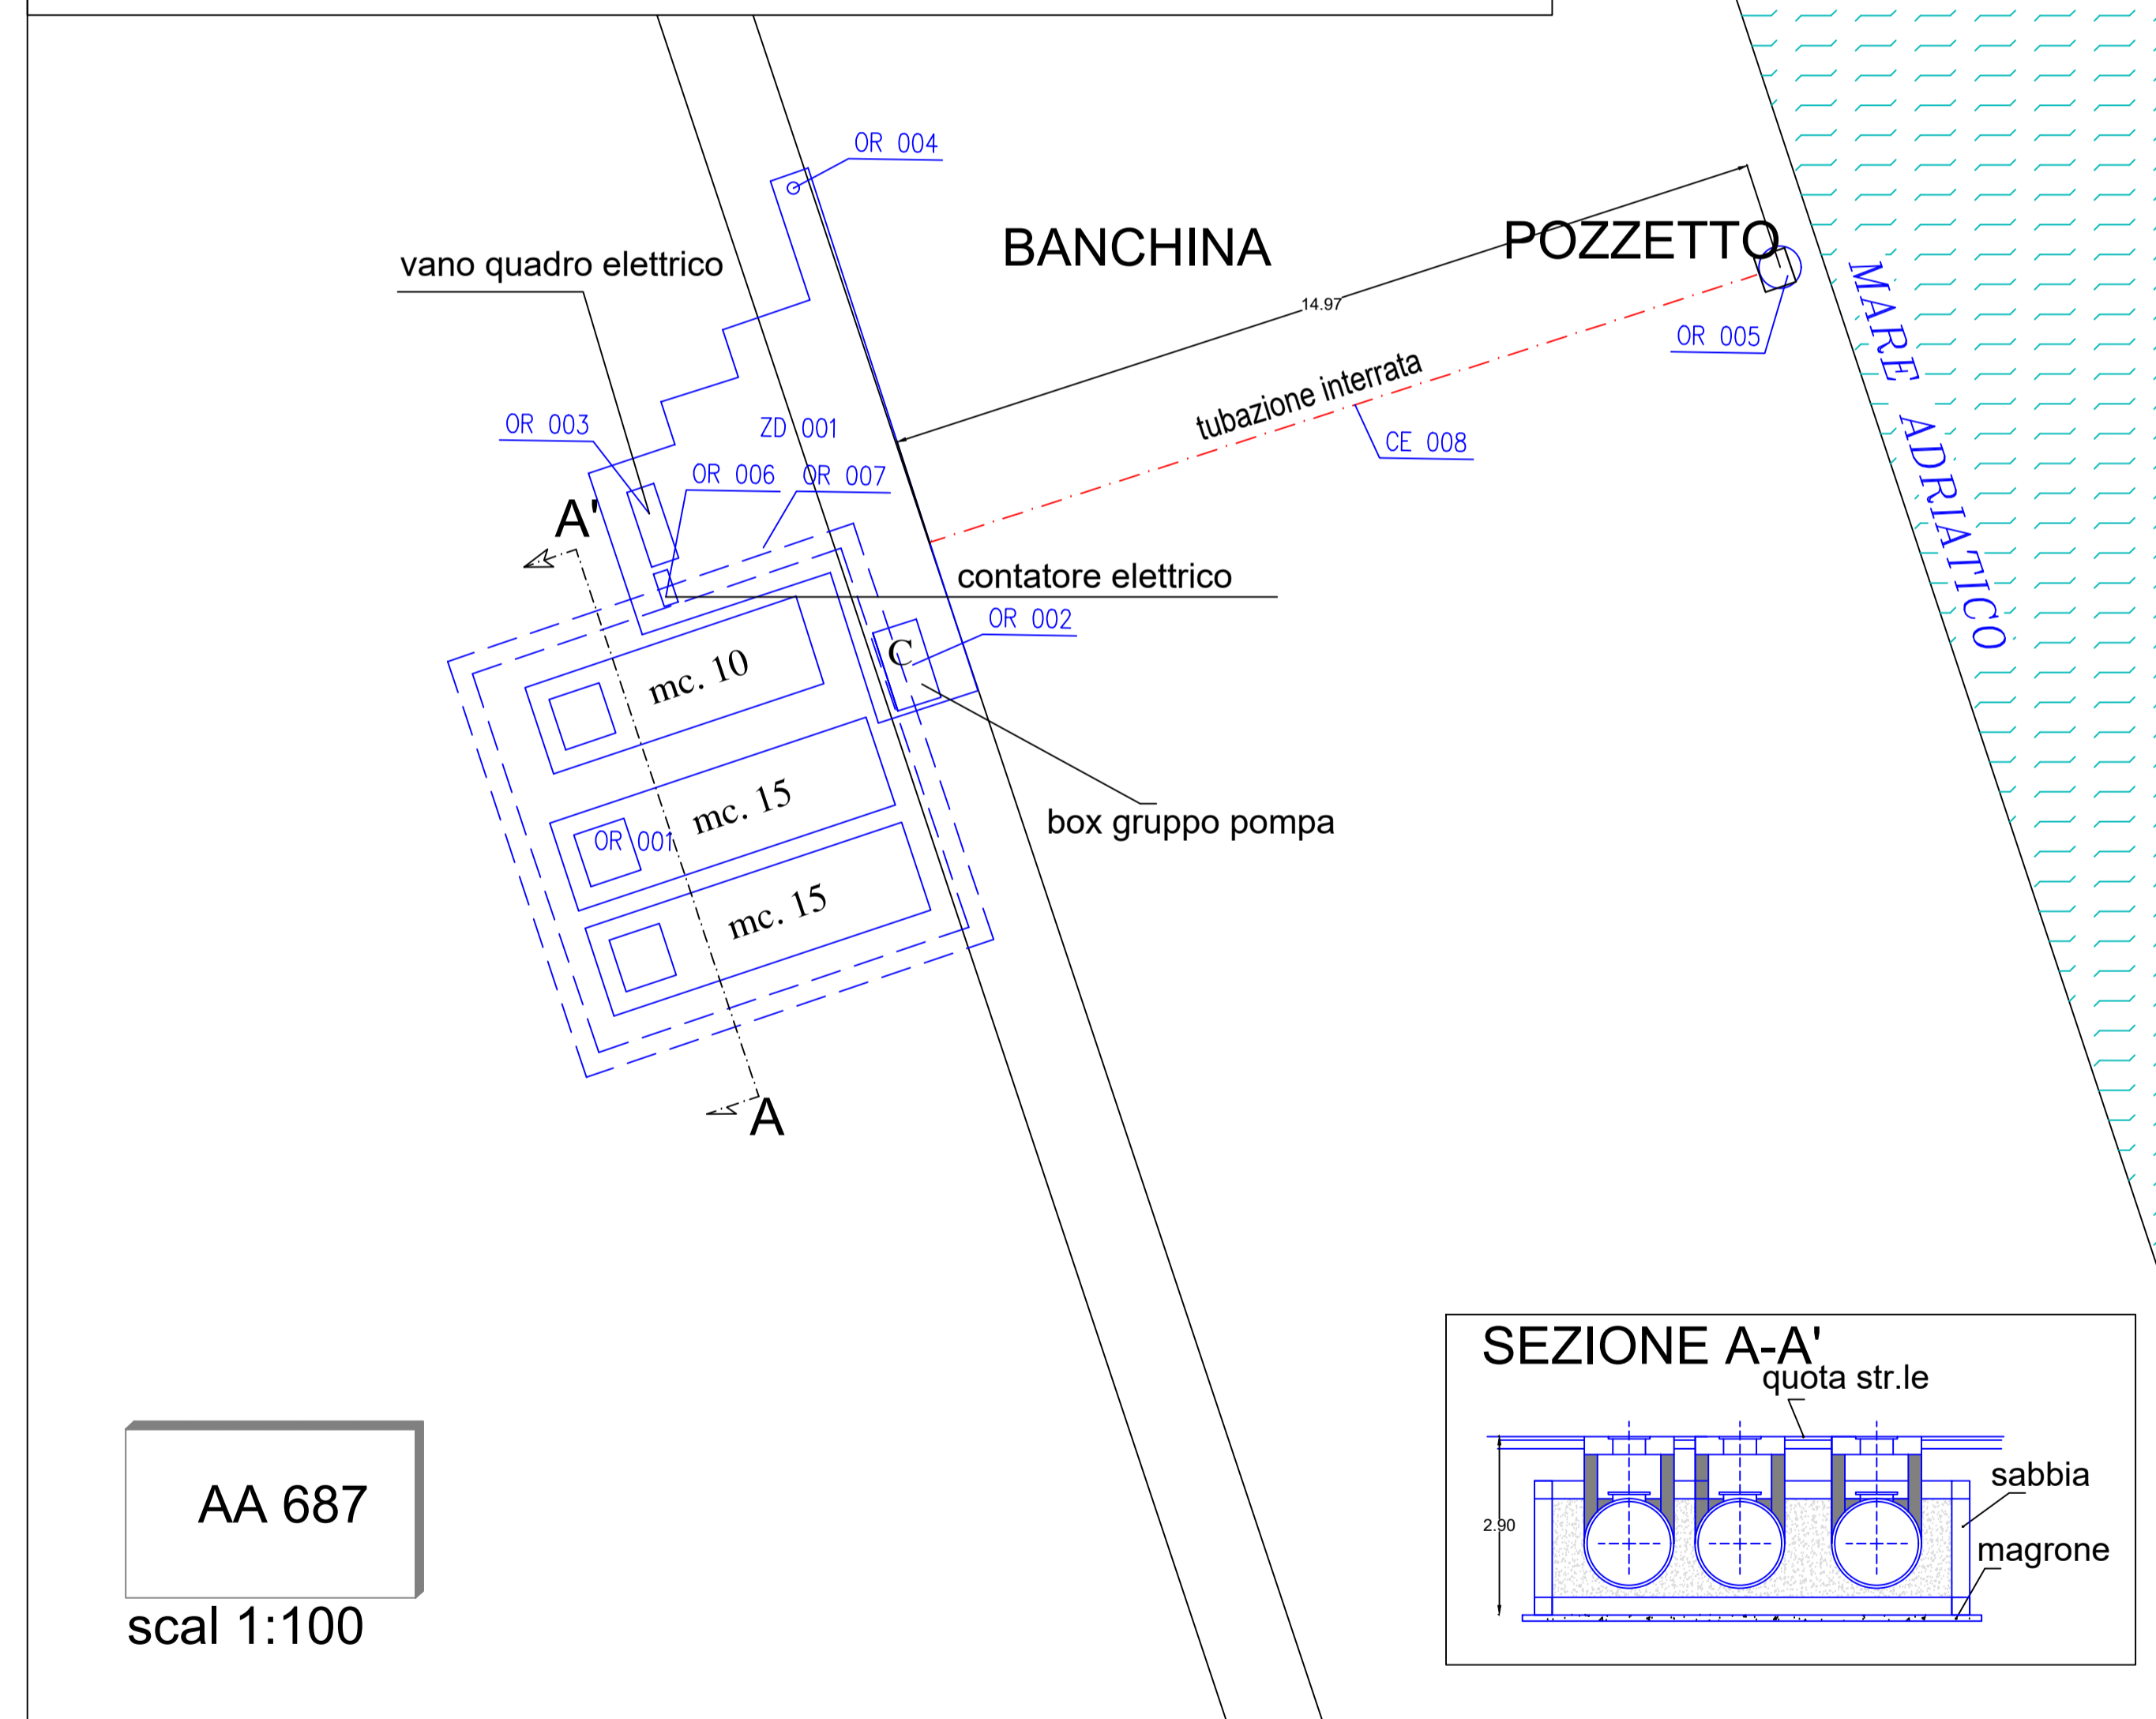 OR 004
BANCHINA
POZZETTO
vano quadro elettrico
14.97
OR 005
MARE ADRIATICO
tubazione interrata
OR 003
ZD 001
CE 008
OR 006
OR 007
A'
contatore elettrico
OR 002
C
mc. 10
mc. 15
box gruppo pompa
OR 001
mc. 15
A
SEZIONE A-A'
quota str.le
sabbia
2.90
magrone
AA 687
scal 1:100